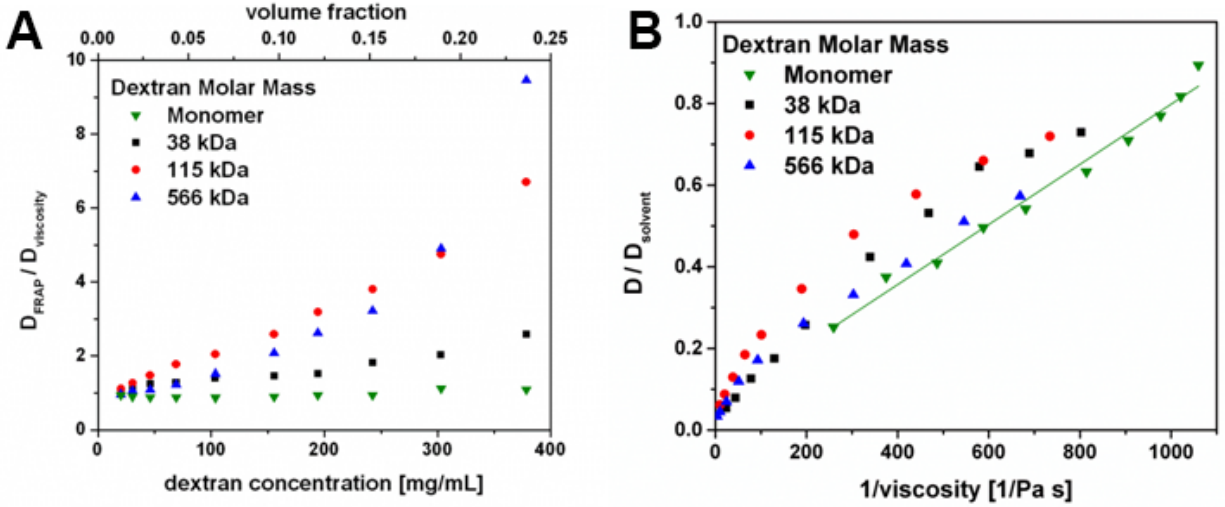 A
volume fraction
0.00 0.05 0.10 0.15 0.20 0.25
10
8
6
4
2
0
D_FRAP / D_viscosity
Dextran Molar Mass
Monomer
38 kDa
115 kDa
566 kDa
0 100 200 300 400
dextran concentration [mg/mL]
B
1.0
0.8
0.6
0.4
0.2
0.0
D / D_solvent
Dextran Molar Mass
Monomer
38 kDa
115 kDa
566 kDa
0 200 400 600 800 1000
1/viscosity [1/Pa s]